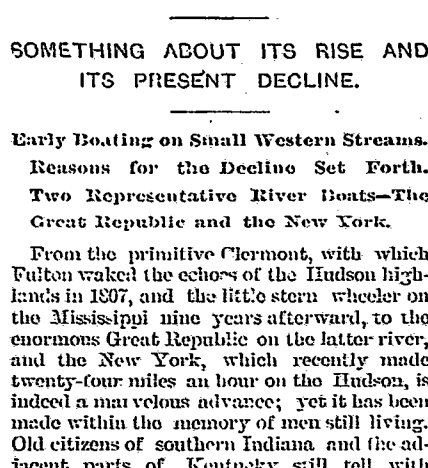 SOMETHING ABOUT ITS RISE AND
ITS PRESENT DECLINE.
Early Boating on Small Western Streams.
Reasons for the Decline Set Forth.
Two Representative River Boats—The
Great Republic and the New York.
From the primitive Clermont, with which
Fulton waked the echoes of the Hudson high-
lands in 1807, and the little stern wheeler on
the Mississippi nine years afterward, to the
enormous Great Republic on the latter river,
and the New York, which recently made
twenty-four miles an hour on the Hudson, is
indeed a marvelous advance; yet it has been
made within the memory of men still living.
Old citizens of southern Indiana and the ad-
jacent parts of Kentucky still tell with